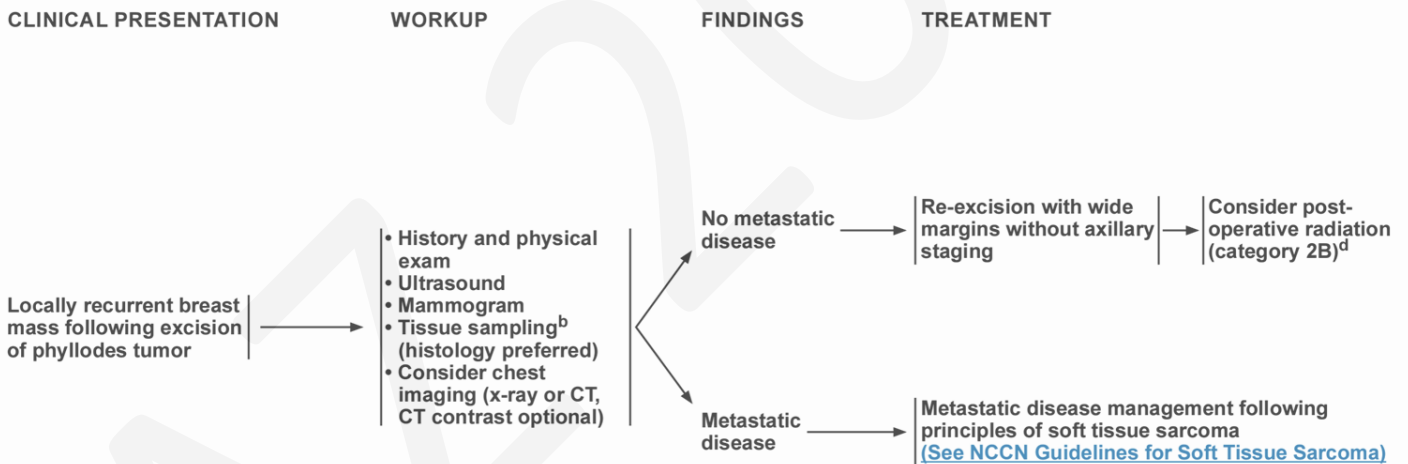 CLINICAL PRESENTATION
WORKUP
FINDINGS
TREATMENT
Locally recurrent breast
mass following excision
of phyllodes tumor
• History and physical
exam
• Ultrasound
• Mammogram
• Tissue samplingb
(histology preferred)
• Consider chest
imaging (x-ray or CT,
CT contrast optional)
No metastatic
disease
Re-excision with wide
margins without axillary
staging
Consider post-
operative radiation
(category 2B)d
Metastatic
disease
Metastatic disease management following
principles of soft tissue sarcoma
(See NCCN Guidelines for Soft Tissue Sarcoma)